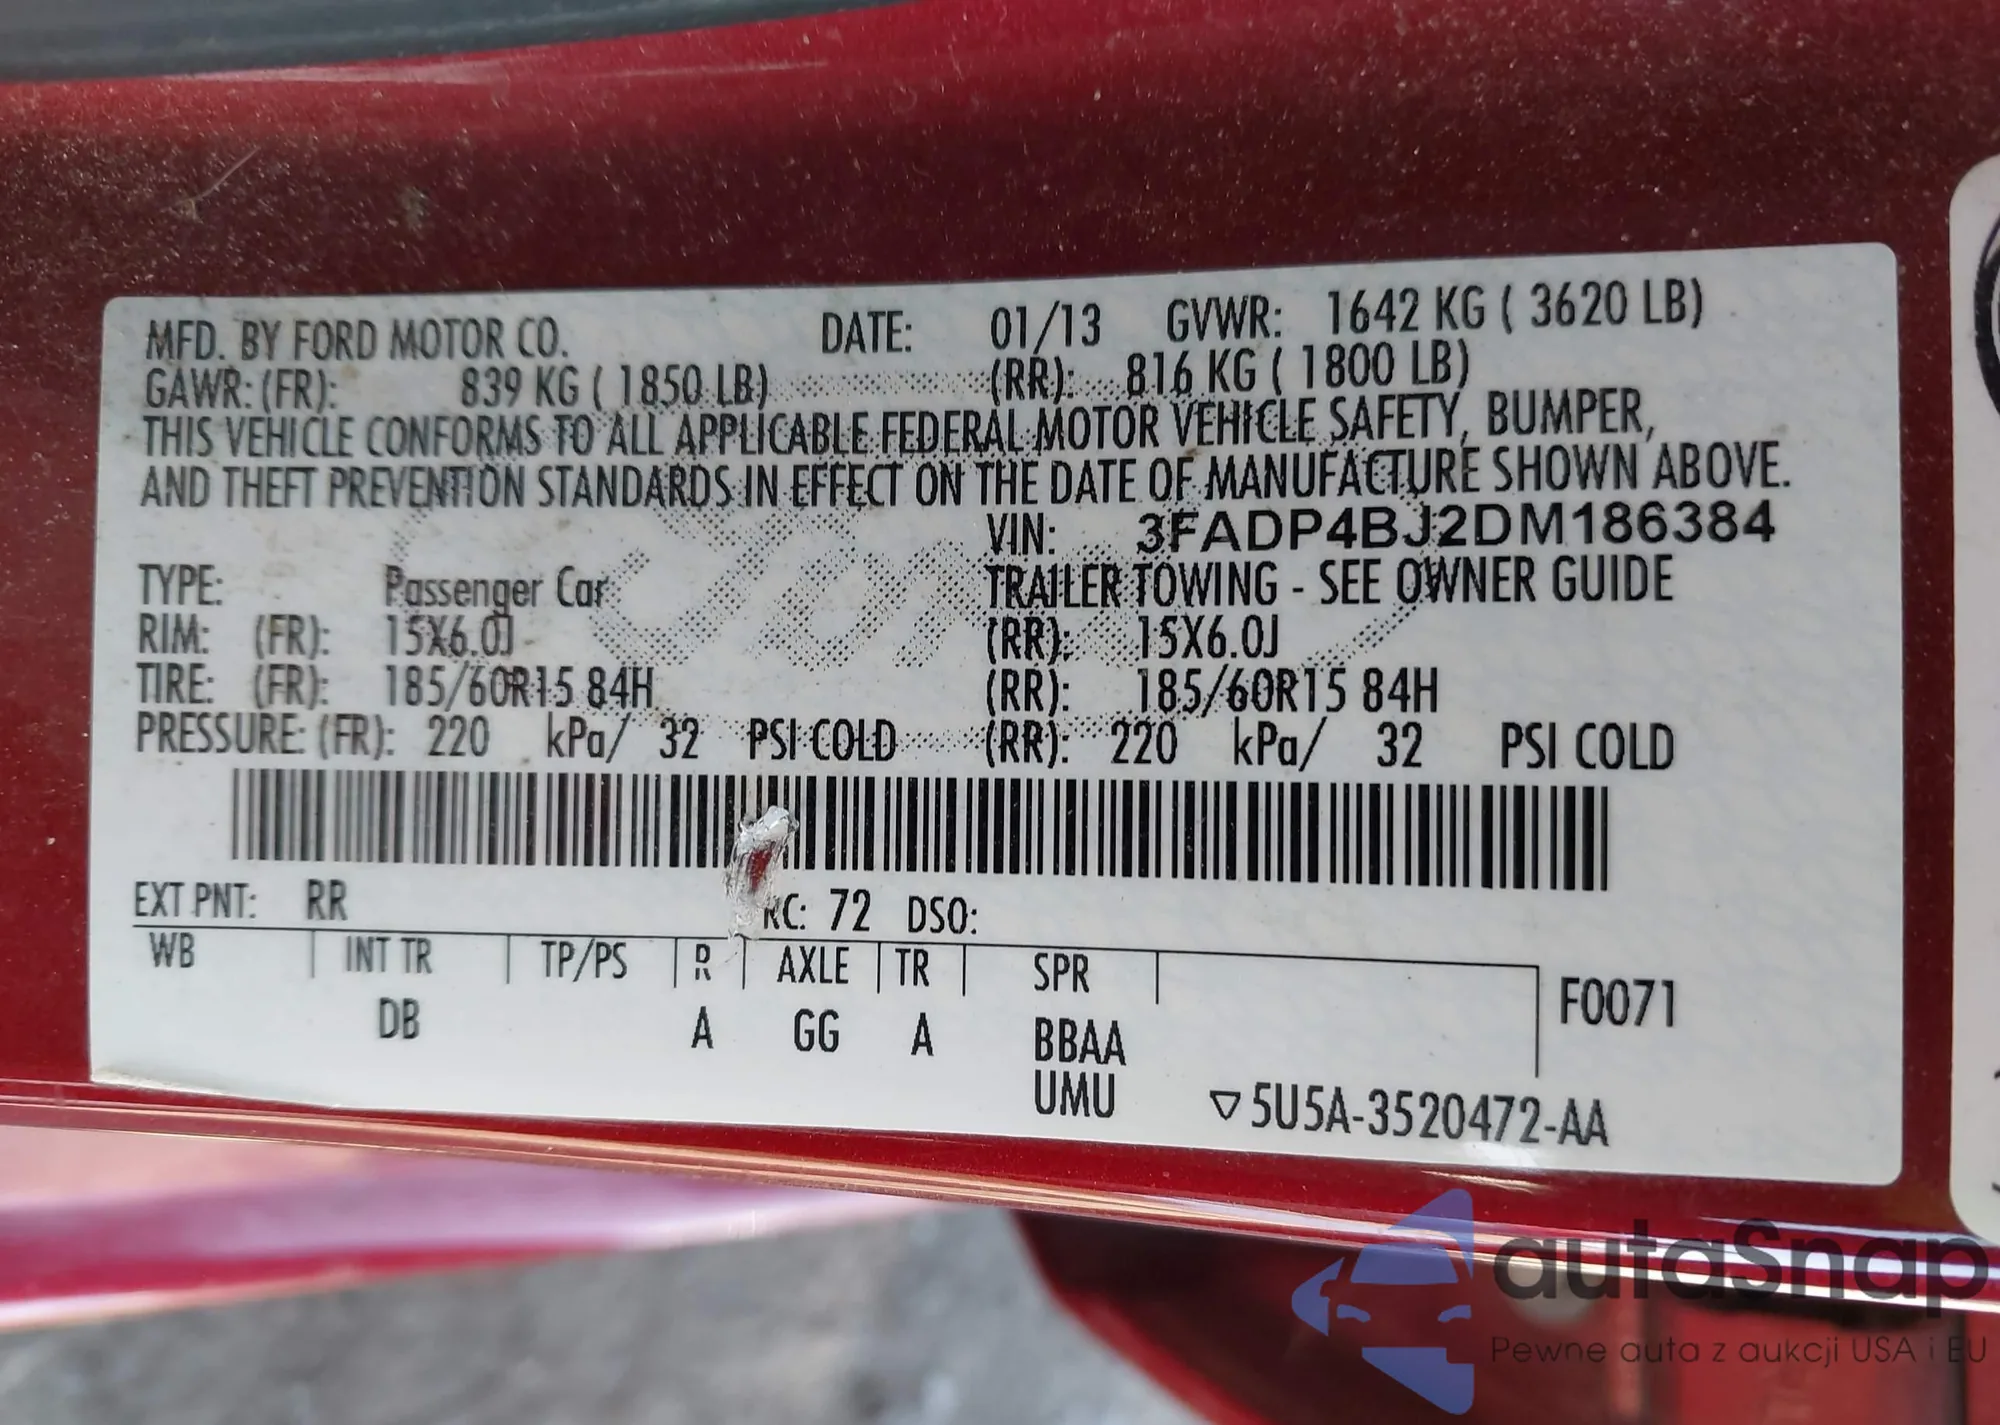 MFD. BY FORD MOTOR CO. DATE: 01/13 GVWR: 1642 KG ( 3620 LB)
GAWR: (FR): 839 KG ( 1850 LB) (RR): 816 KG ( 1800 LB)
THIS VEHICLE CONFORMS TO ALL APPLICABLE FEDERAL MOTOR VEHICLE SAFETY, BUMPER,
AND THEFT PREVENTION STANDARDS IN EFFECT ON THE DATE OF MANUFACTURE SHOWN ABOVE.
VIN: 3FADP4BJ2DM186384
TYPE: Passenger Car TRAILER TOWING - SEE OWNER GUIDE
RIM: (FR): 15X6.0J (RR): 15X6.0J
TIRE: (FR): 185/60R15 84H (RR): 185/60R15 84H
PRESSURE: (FR): 220 kPa/ 32 PSI COLD (RR): 220 kPa/ 32 PSI COLD
EXT PNT: RR RC: 72 DSO:
WB INT TR TP/PS R AXLE TR SPR
F0071
DB A GG A BBAA
UMU
▽5U5A-3520472-AA
autaSnap
Pewne auta z aukcji USA i EU